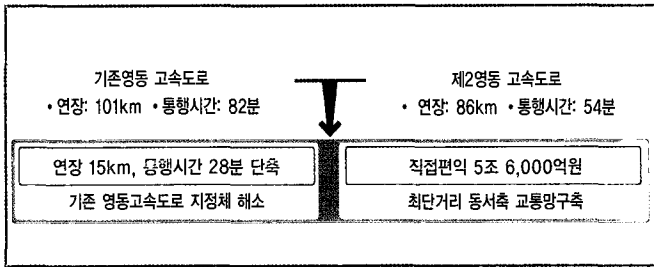 기존영동 고속도로
• 연장: 101km • 통행시간: 82분
제2영동 고속도로
• 연장: 86km • 통행시간: 54분
연장 15km, 통행시간 28분 단축
기존 영동고속도로 지정체 해소
직접편익 5조 6,000억원
최단거리 동서축 교통망구축